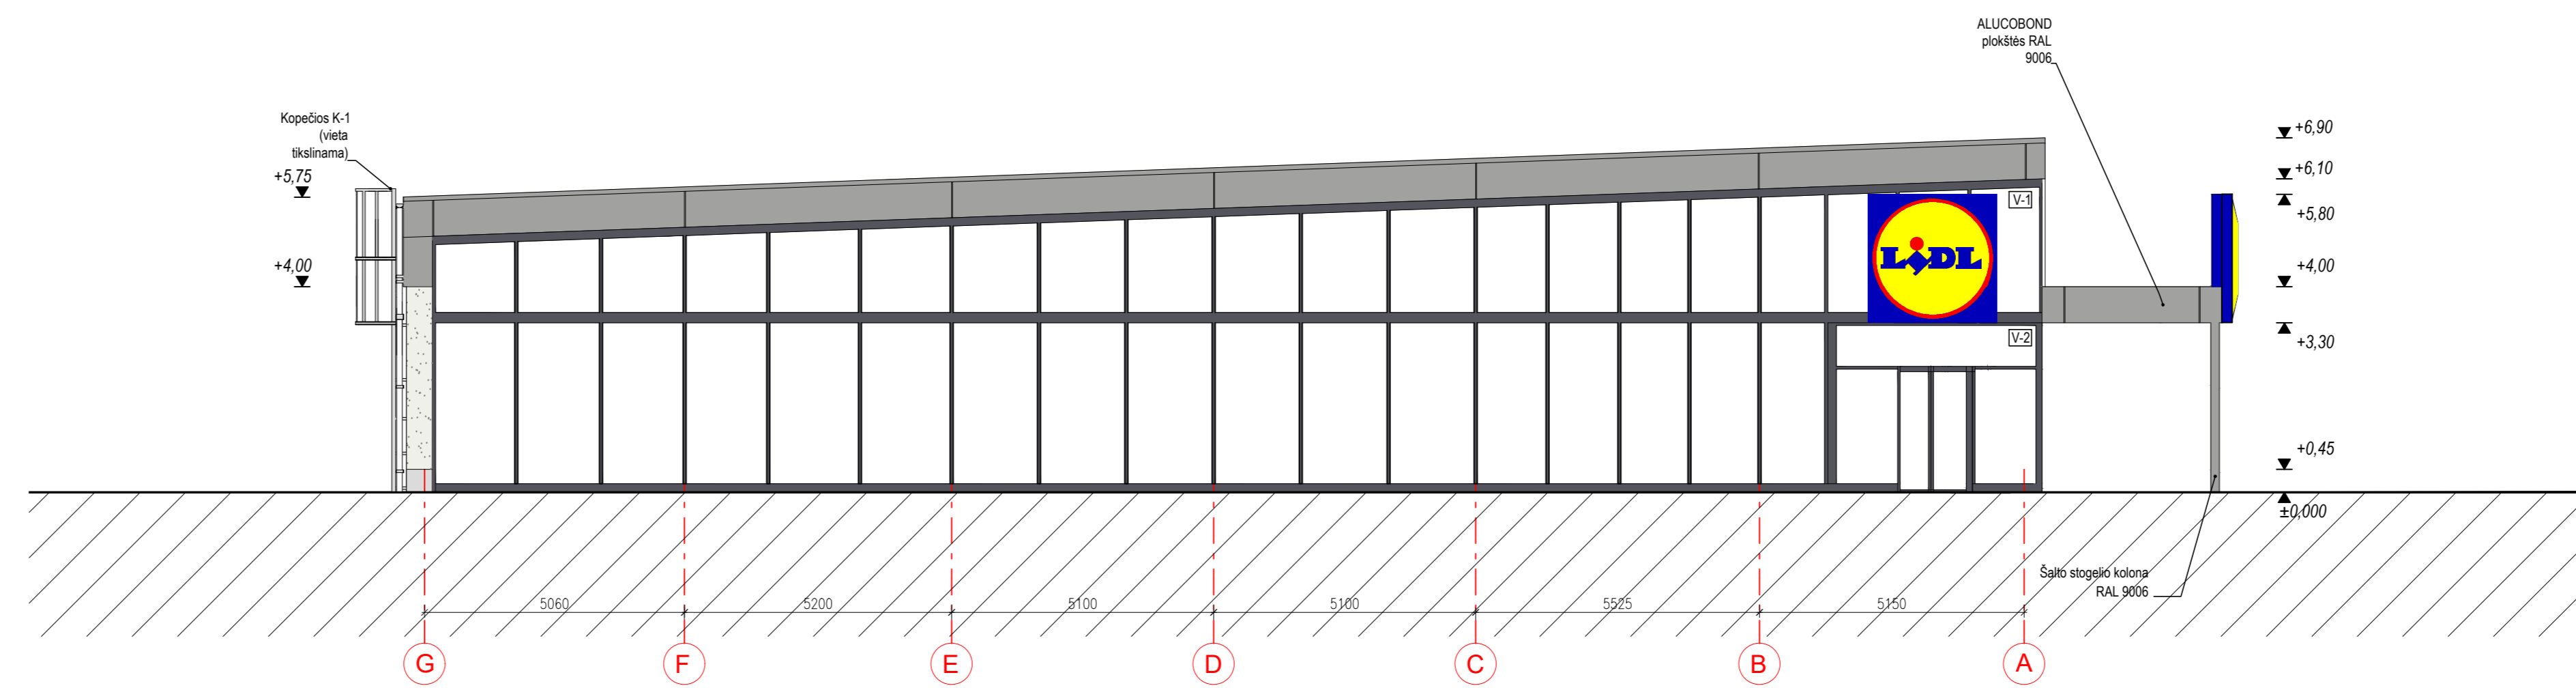 ALUCOBOND
plokštės RAL
9006
Kopečios K-1
(vieta
tikslinama)
+5,75
+4,00
+6,90
+6,10
+5,80
+4,00
+3,30
+0,45
±0,000
V-1
LIDL
V-2
Šalto stogelio kolona
RAL 9006
5060 5200 5100 5100 5525 5150
G F E D C B A